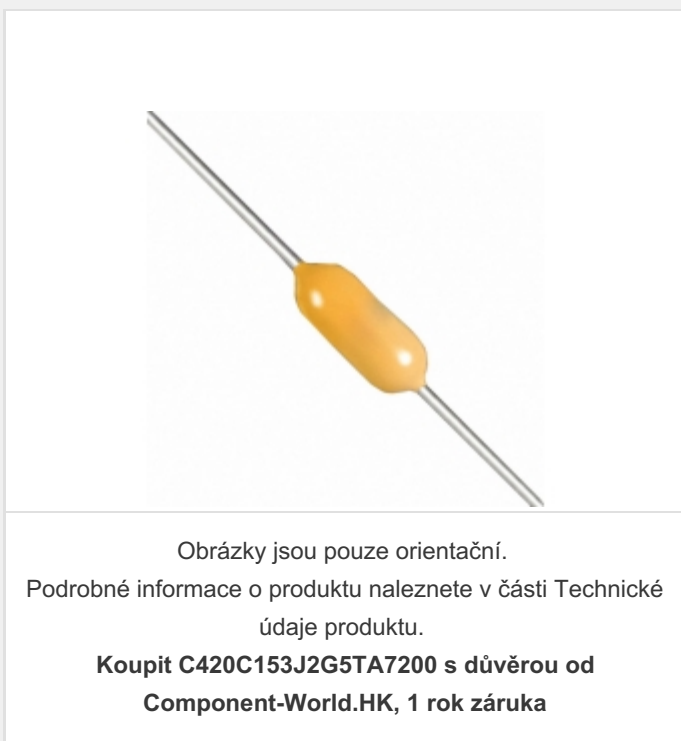 Obrázky jsou pouze orientační.
Podrobné informace o produktu naleznete v části Technické
údaje produktu.
Koupit C420C153J2G5TA7200 s důvěrou od
Component-World.HK, 1 rok záruka